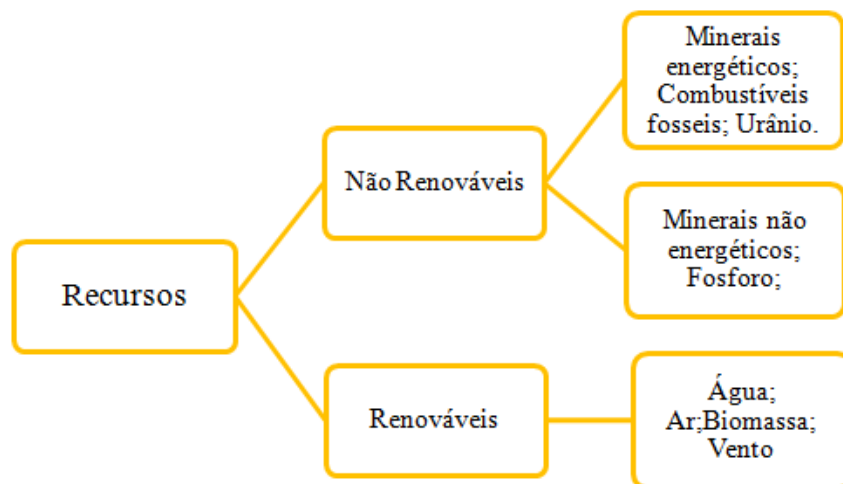 Recursos
Não Renováveis
Minerais
energéticos;
Combustíveis
fosseis; Urânio.
Minerais não
energéticos;
Fosforo;
Renováveis
Água;
Ar;Biomassa;
Vento